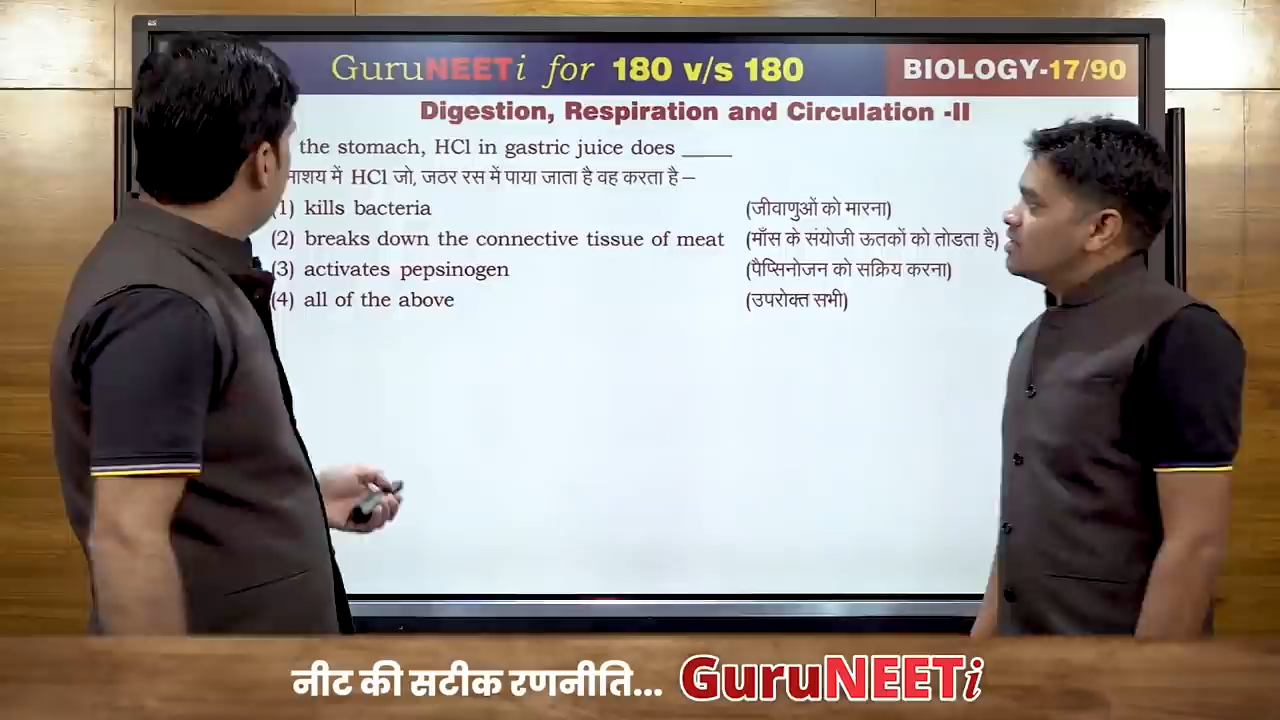 GuruNEETi for 180 v/s 180 BIOLOGY-17/90
Digestion, Respiration and Circulation -II
the stomach, HCl in gastric juice does _____
में HCl जो, जठर रस में पाया जाता है वह करता है –
(1) kills bacteria (जीवाणुओं को मारना)
(2) breaks down the connective tissue of meat (माँस के संयोजी ऊतकों को तोडता है)
(3) activates pepsinogen (पैप्सिनोजन को सक्रिय करना)
(4) all of the above (उपरोक्त सभी)
नीट की सटीक रणनीति... GuruNEETi